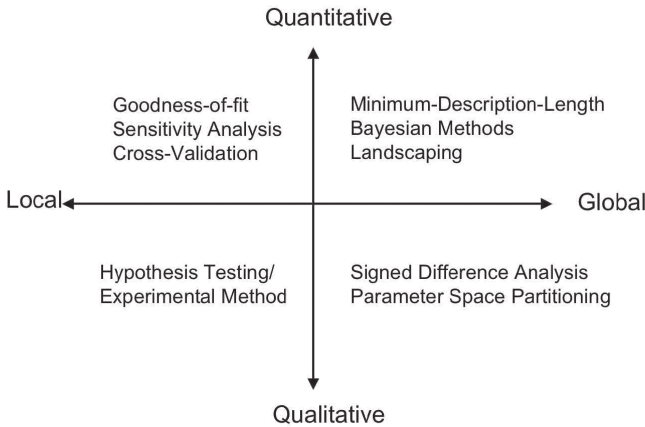 Quantitative
Goodness-of-fit
Sensitivity Analysis
Cross-Validation
Minimum-Description-Length
Bayesian Methods
Landscaping
Local
Global
Hypothesis Testing/
Experimental Method
Signed Difference Analysis
Parameter Space Partitioning
Qualitative